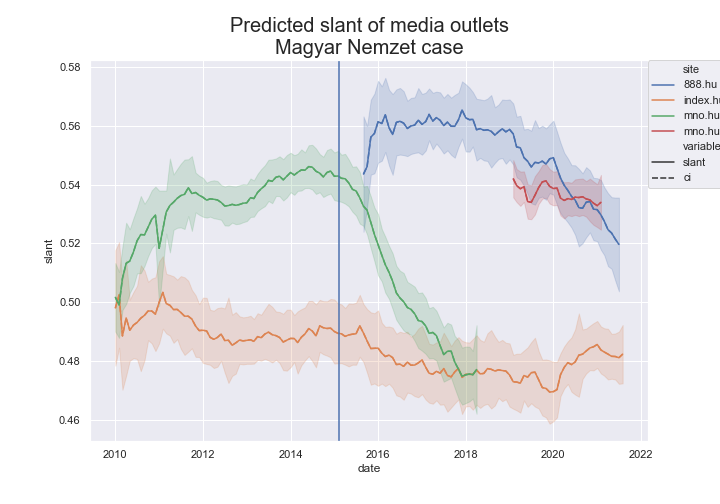 Predicted slant of media outlets
Magyar Nemzet case
0.58
0.56
0.54
0.52
0.50
0.48
0.46
slant
2010
2012
2014
2016
2018
2020
2022
date
site
888.hu
index.hu
mno.hu
mno.hu
variable
slant
ci